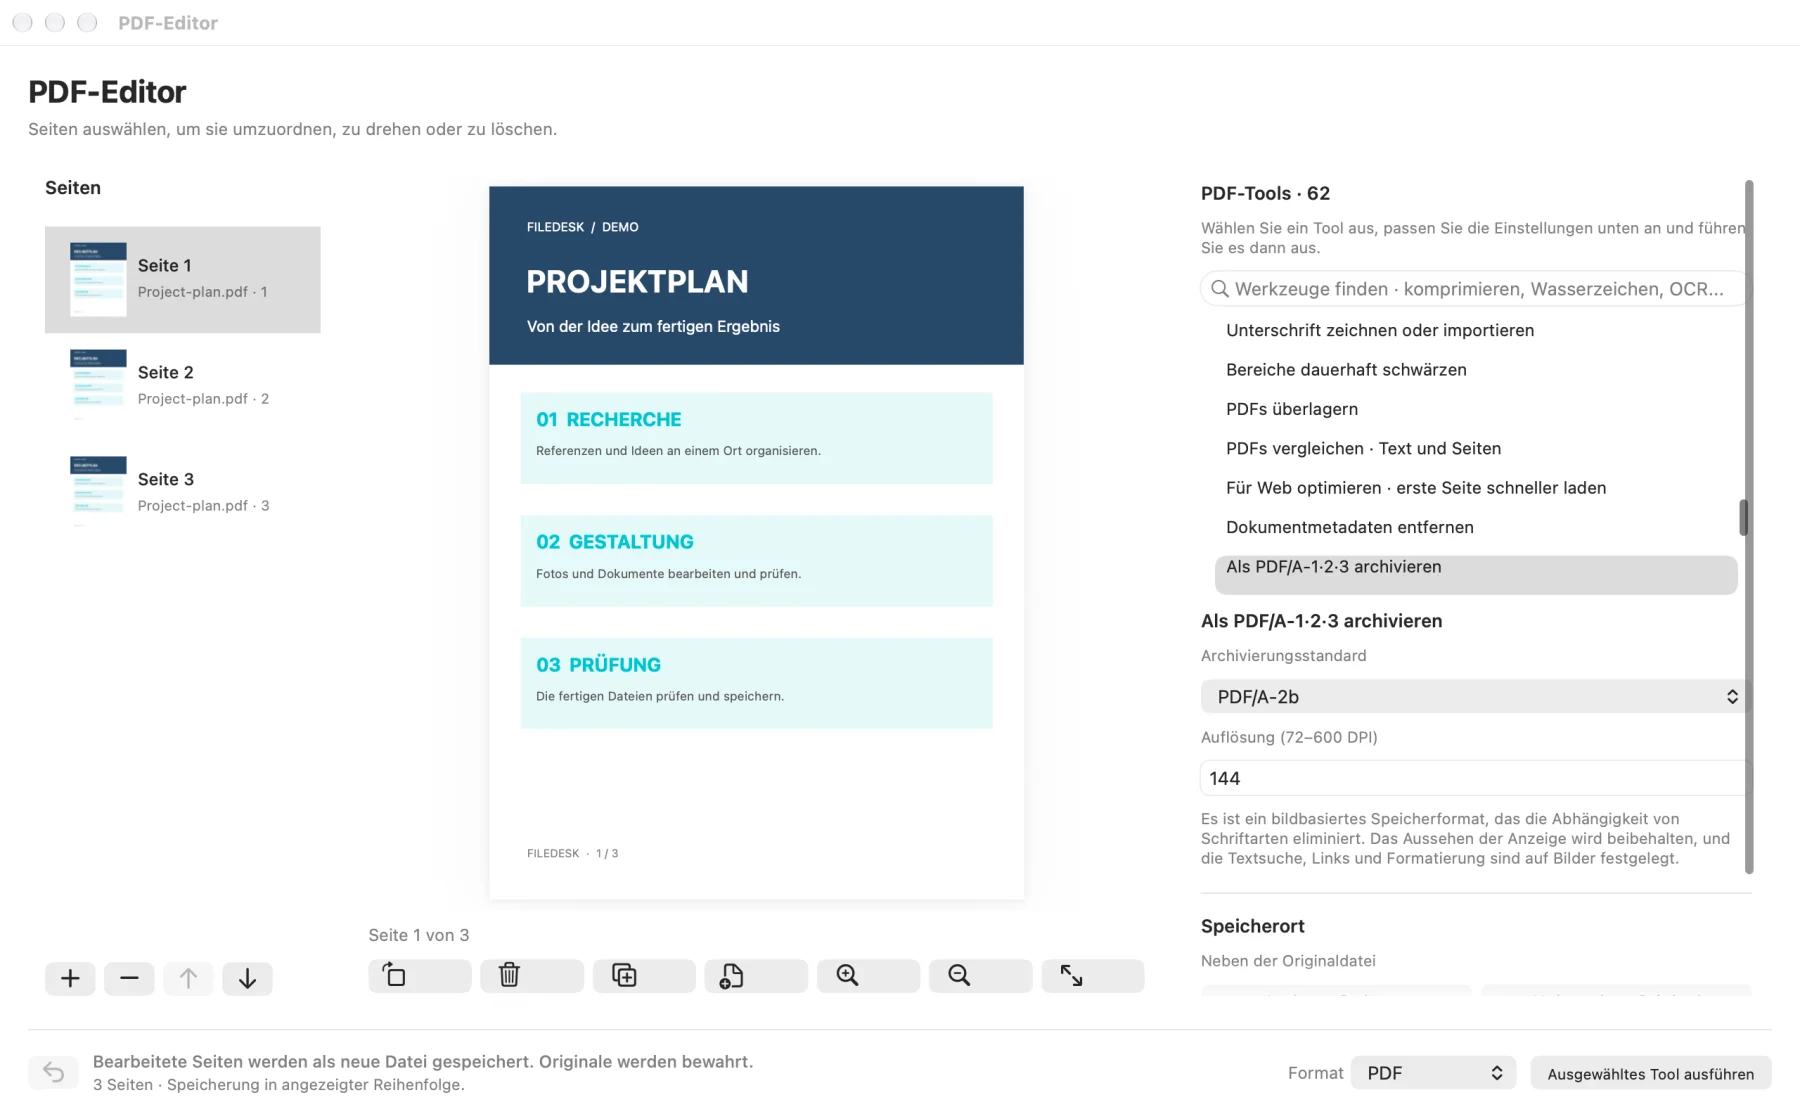 PDF-Editor
PDF-Editor
Seiten auswählen, um sie umzuordnen, zu drehen oder zu löschen.
Seiten
Seite 1
Project-plan.pdf · 1
Seite 2
Project-plan.pdf · 2
Seite 3
Project-plan.pdf · 3
FILEDESK / DEMO
PROJEKTPLAN
Von der Idee zum fertigen Ergebnis
01 RECHERCHE
Referenzen und Ideen an einem Ort organisieren.
02 GESTALTUNG
Fotos und Dokumente bearbeiten und prüfen.
03 PRÜFUNG
Die fertigen Dateien prüfen und speichern.
FILEDESK · 1 / 3
Seite 1 von 3
PDF-Tools · 62
Wählen Sie ein Tool aus, passen Sie die Einstellungen unten an und führen
Sie es dann aus.
Werkzeuge finden · komprimieren, Wasserzeichen, OCR...
Unterschrift zeichnen oder importieren
Bereiche dauerhaft schwärzen
PDFs überlagern
PDFs vergleichen · Text und Seiten
Für Web optimieren · erste Seite schneller laden
Dokumentmetadaten entfernen
Als PDF/A-1·2·3 archivieren
Als PDF/A-1·2·3 archivieren
Archivierungsstandard
PDF/A-2b
Auflösung (72–600 DPI)
144
Es ist ein bildbasiertes Speicherformat, das die Abhängigkeit von
Schriftarten eliminiert. Das Aussehen der Anzeige wird beibehalten, und
die Textsuche, Links und Formatierung sind auf Bilder festgelegt.
Speicherort
Neben der Originaldatei
Bearbeitete Seiten werden als neue Datei gespeichert. Originale werden bewahrt.
3 Seiten · Speicherung in angezeigter Reihenfolge.
Format
PDF
Ausgewähltes Tool ausführen